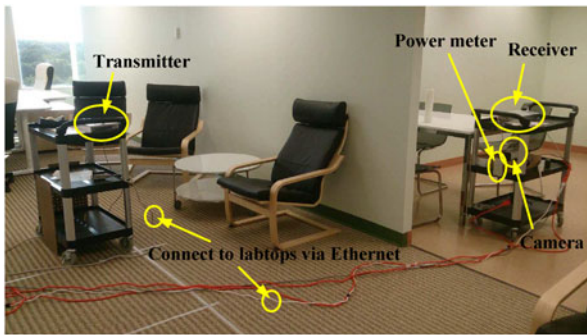 Transmitter
Power meter
Receiver
Connect to labtops via Ethernet
Camera